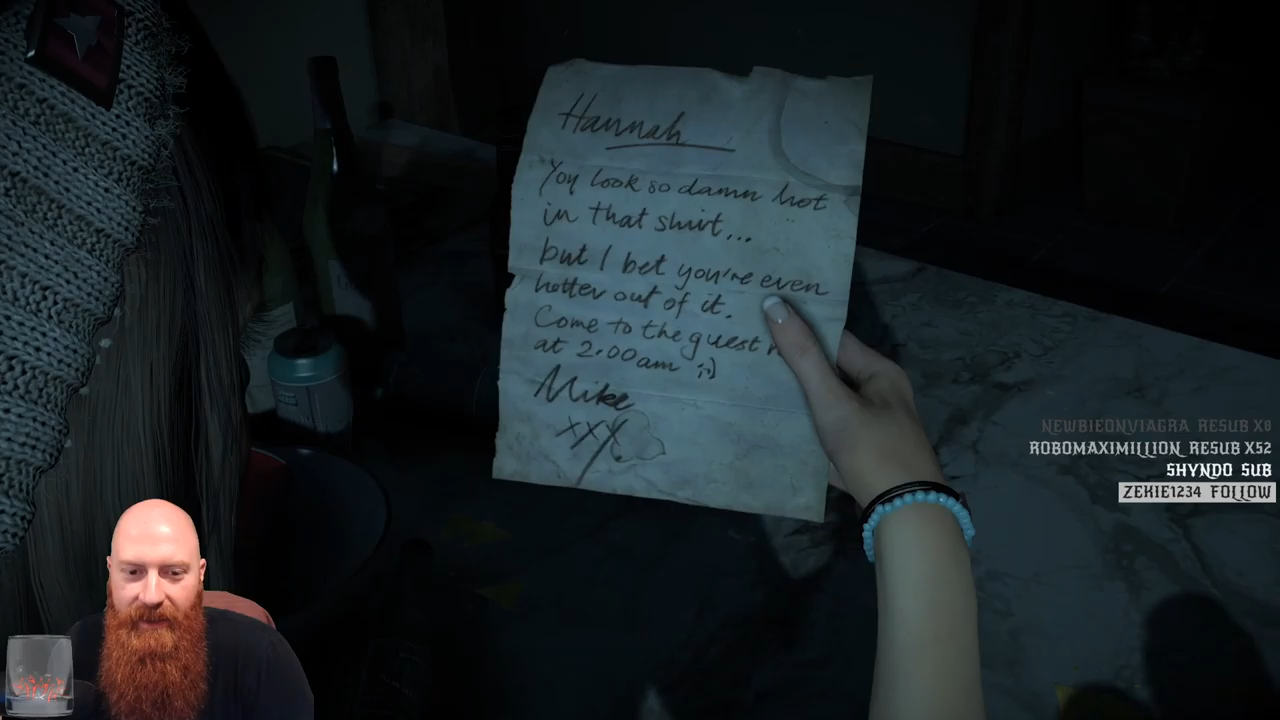 Hannah
You look so damn hot
in that shirt...
but I bet you're even
hotter out of it.
Come to the guest
at 2.00am ;)
Mike
xxx
NEWBIEONVIAGRA RESUB X8
ROBOMAXIMILLION RESUB X52
SHYNDO SUB
ZEKIE1234 FOLLOW